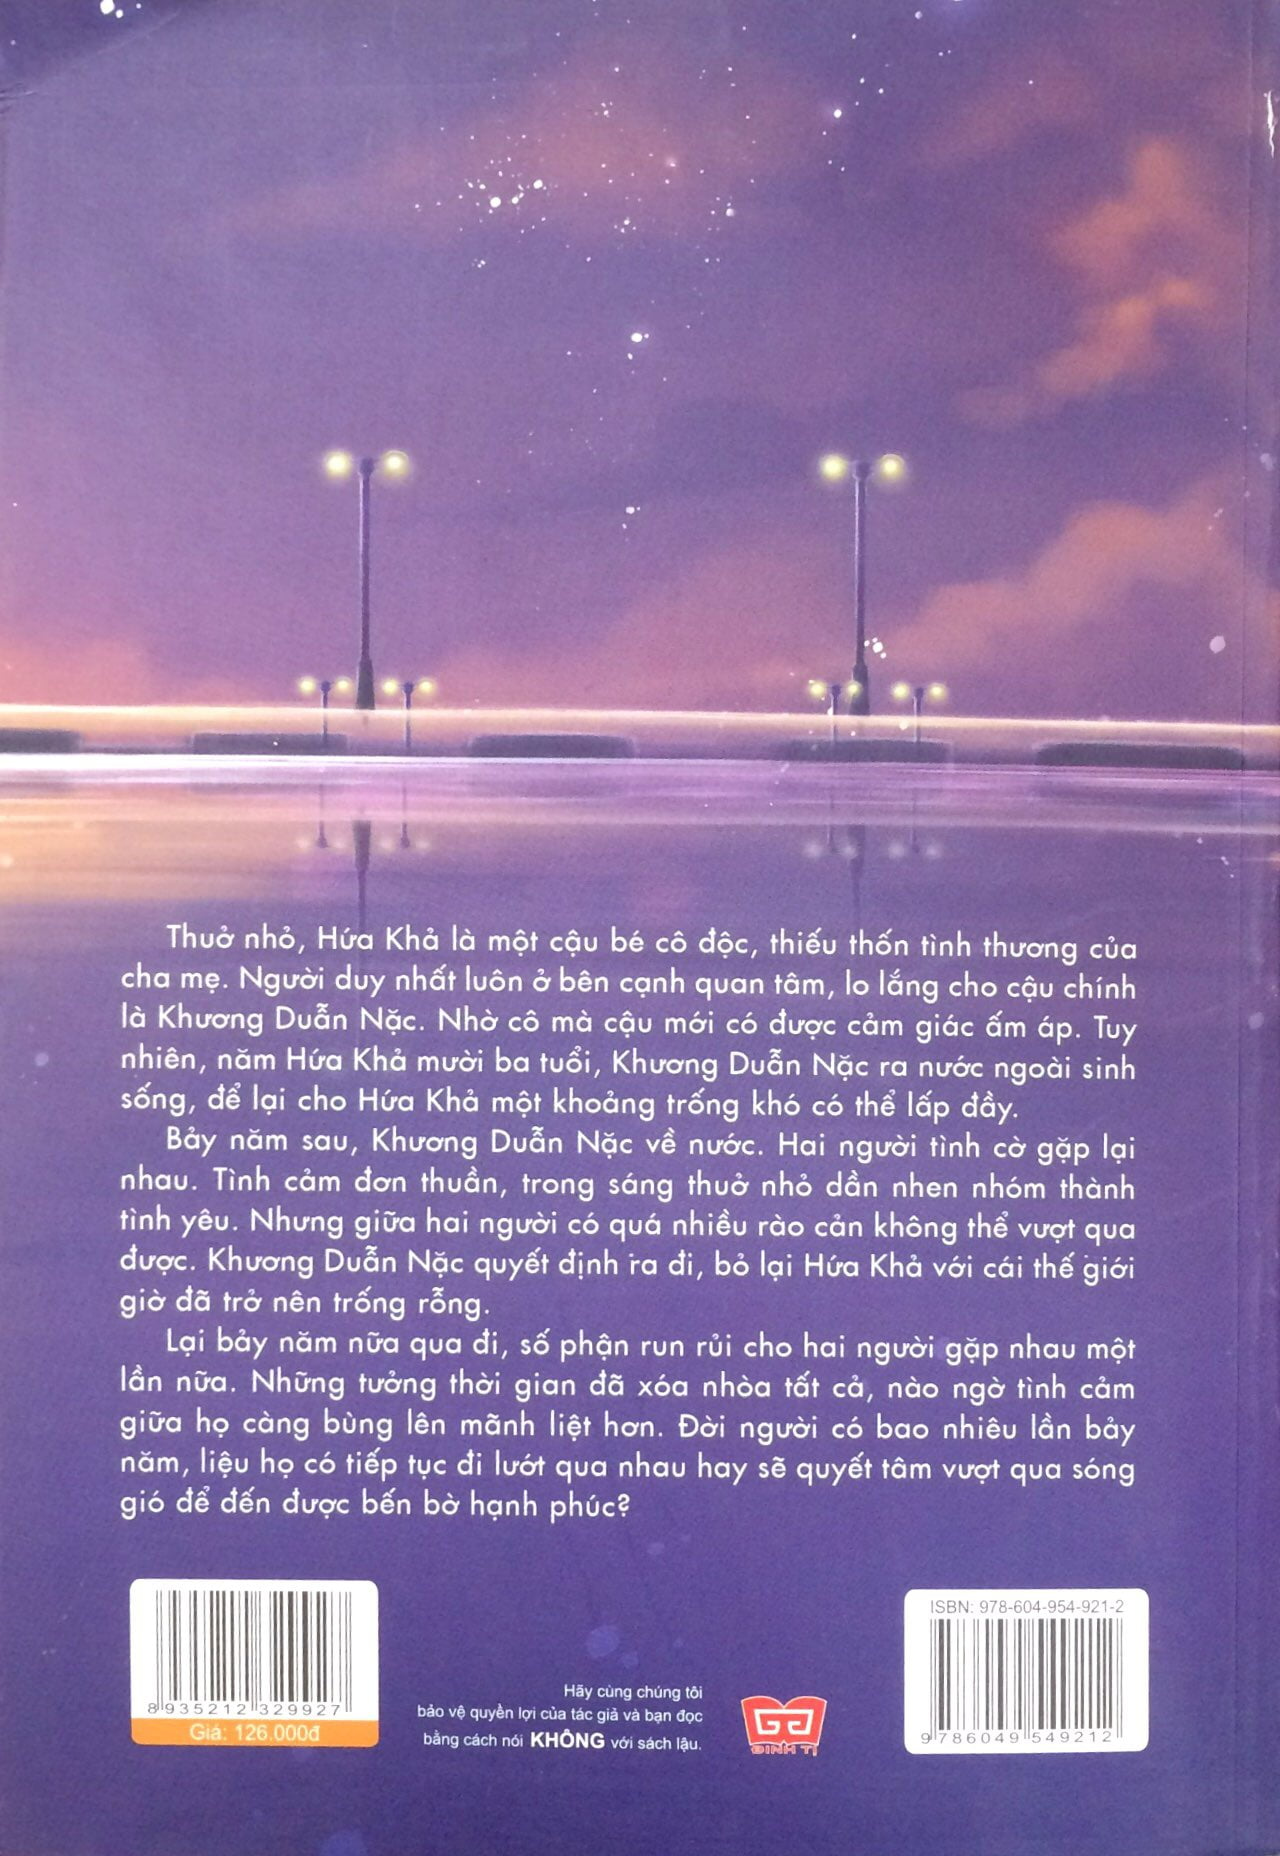 Thuở nhỏ, Hứa Khả là một cậu bé cô độc, thiếu thốn tình thương của
cha mẹ. Người duy nhất luôn ở bên cạnh quan tâm, lo lắng cho cậu chính
là Khương Duẫn Nặc. Nhờ cô mà cậu mới có được cảm giác ấm áp. Tuy
nhiên, năm Hứa Khả mười ba tuổi, Khương Duẫn Nặc ra nước ngoài sinh
sống, để lại cho Hứa Khả một khoảng trống khó có thể lấp đầy.
Bảy năm sau, Khương Duẫn Nặc về nước. Hai người tình cờ gặp lại
nhau. Tình cảm đơn thuần, trong sáng thuở nhỏ dần nhen nhóm thành
tình yêu. Nhưng giữa hai người có quá nhiều rào cản không thể vượt qua
được. Khương Duẫn Nặc quyết định ra đi, bỏ lại Hứa Khả với cái thế giới
giờ đã trở nên trống rỗng.
Lại bảy năm nữa qua đi, số phận run rủi cho hai người gặp nhau một
lần nữa. Những tưởng thời gian đã xóa nhòa tất cả, nào ngờ tình cảm
giữa họ càng bùng lên mãnh liệt hơn. Đời người có bao nhiêu lần bảy
năm, liệu họ có tiếp tục đi lướt qua nhau hay sẽ quyết tâm vượt qua sóng
gió để đến được bến bờ hạnh phúc?
8 935212 329927
Giá: 126.000đ
Hãy cùng chúng tôi
bảo vệ quyền lợi của tác giả và bạn đọc
bằng cách nói KHÔNG với sách lậu.
ĐINH TỊ
ISBN: 978-604-954-921-2
9 786049 549212